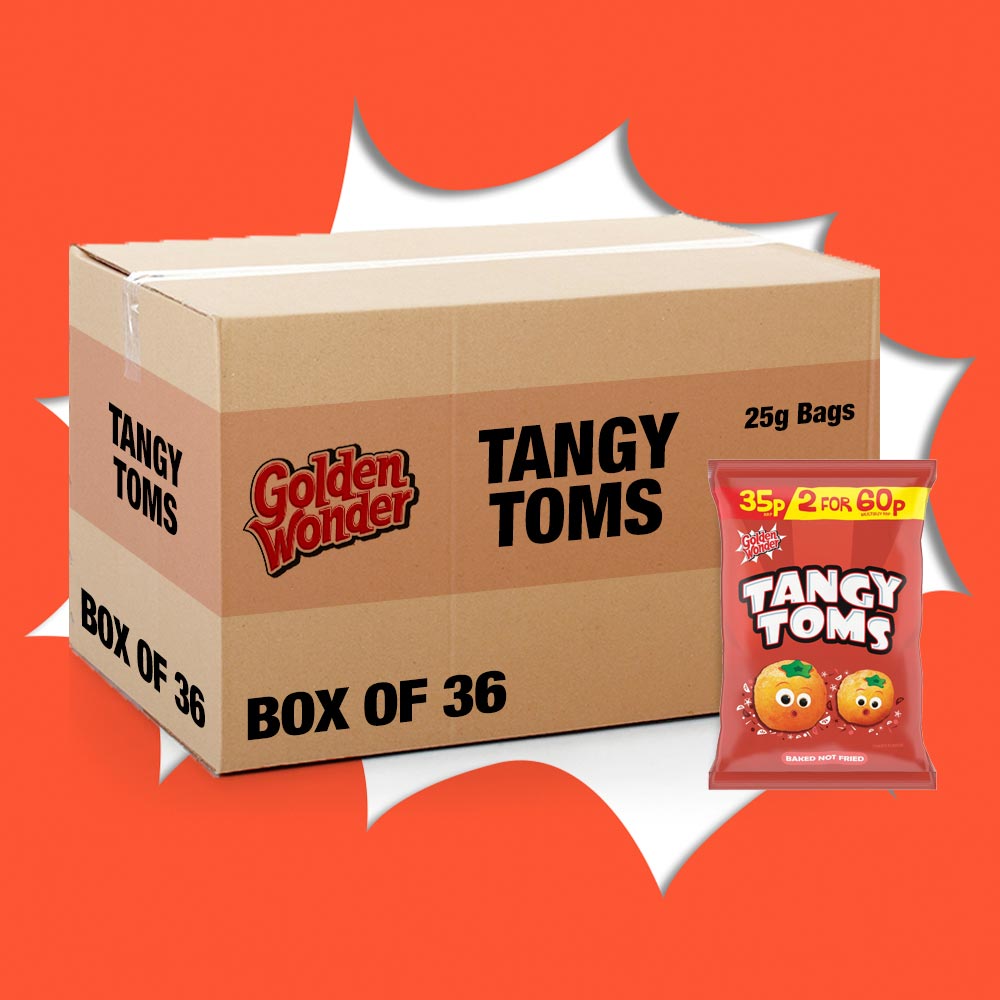 TANGY
TOMS
BOX OF 36
Golden
Wonder
TANGY
TOMS
25g Bags
BOX OF 36
35p 2 FOR 60p
Golden
Wonder
TANGY
TOMS
BAKED NOT FRIED